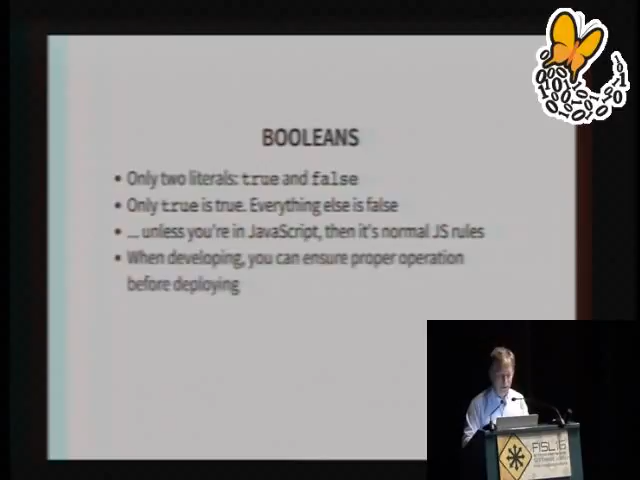 BOOLEANS
• Only two literals: true and false
• Only true is true. Everything else is false
• ... unless you're in JavaScript, then it's normal JS rules
• When developing, you can ensure proper operation
before deploying
FISL16